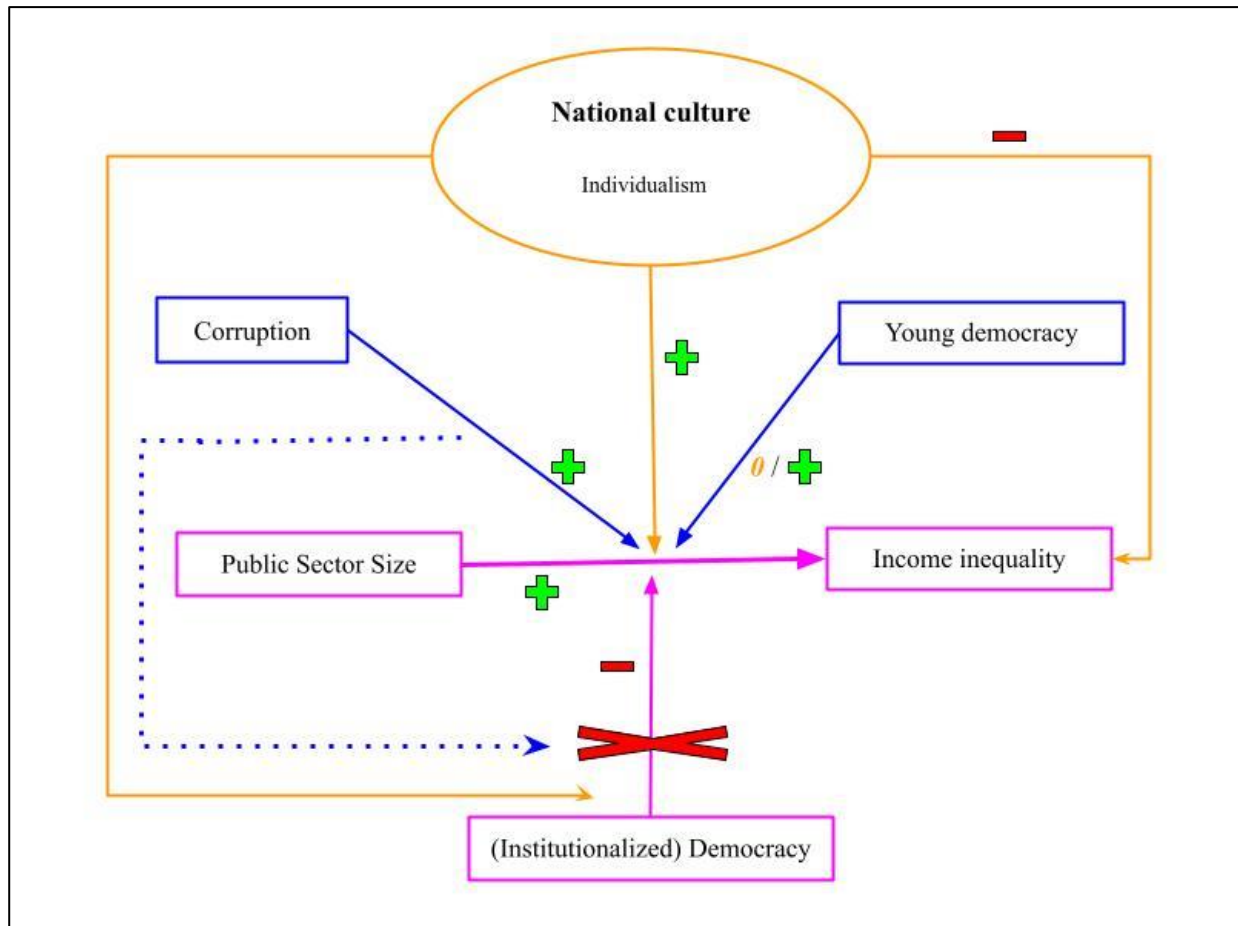 National culture
Individualism
Corruption
Young democracy
0 /
Public Sector Size
Income inequality
(Institutionalized) Democracy